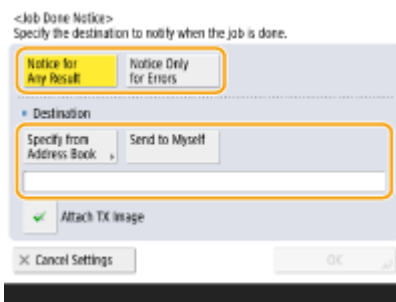 <Job Done Notice>
Specify the destination to notify when the job is done.
Notice for
Any Result
Notice Only
for Errors
Destination
Specify from
Address Book
Send to Myself
Attach TX Image
× Cancel Settings
OK